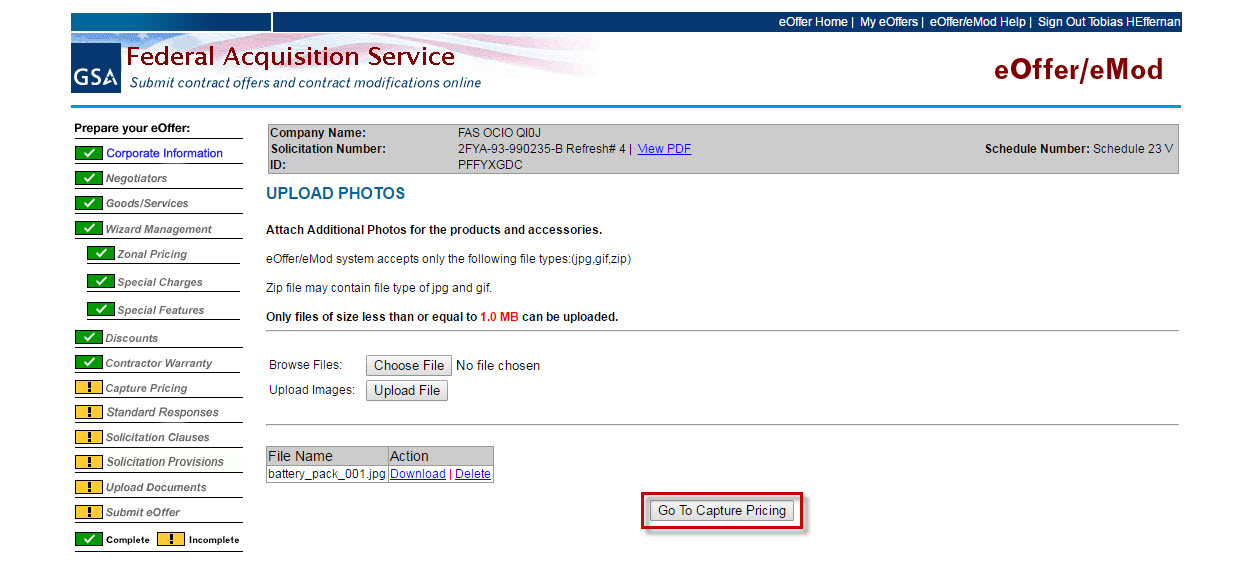 eOffer Home | My eOffers | eOffer/eMod Help | Sign Out Tobias HEffernan
GSA
Federal Acquisition Service
Submit contract offers and contract modifications online
eOffer/eMod
Prepare your eOffer:
Corporate Information
Negotiators
Goods/Services
Wizard Management
Zonal Pricing
Special Charges
Special Features
Discounts
Contractor Warranty
Capture Pricing
Standard Responses
Solicitation Clauses
Solicitation Provisions
Upload Documents
Submit eOffer
Complete Incomplete
Company Name: FAS OCIO QI0J
Solicitation Number: 2FYA-93-990235-B Refresh# 4 | View PDF Schedule Number: Schedule 23 V
ID: PFFYXGDC
UPLOAD PHOTOS
Attach Additional Photos for the products and accessories.
eOffer/eMod system accepts only the following file types:(jpg,gif,zip)
Zip file may contain file type of jpg and gif.
Only files of size less than or equal to 1.0 MB can be uploaded.
Browse Files: Choose File No file chosen
Upload Images: Upload File
File Name Action
battery_pack_001.jpg Download | Delete
Go To Capture Pricing